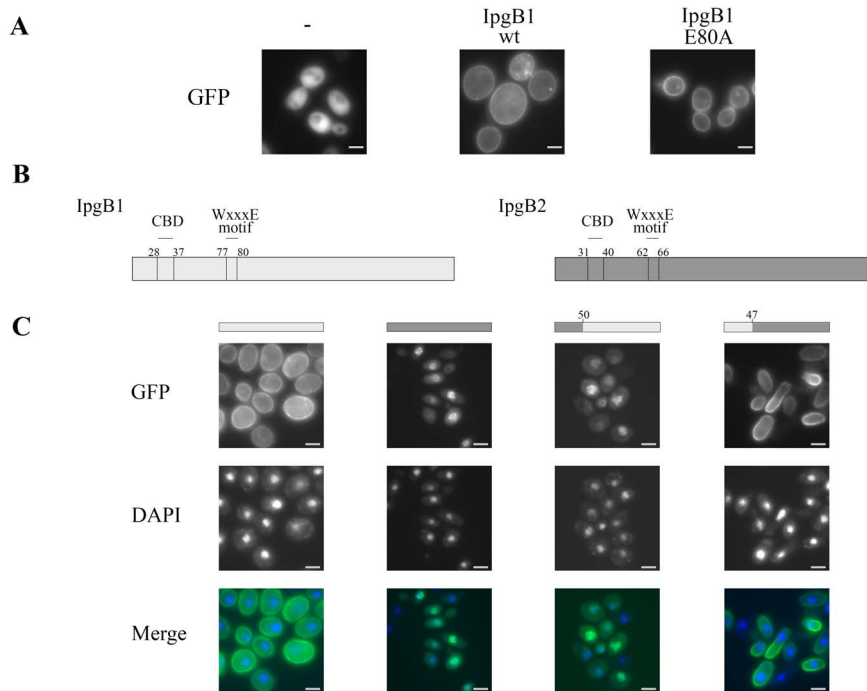 A
-
IpgB1
wt
IpgB1
E80A
GFP
B
IpgB1
CBD
WxxxE
motif
28 37 77 80
IpgB2
CBD
WxxxE
motif
31 40 62 66
C
50
47
GFP
DAPI
Merge